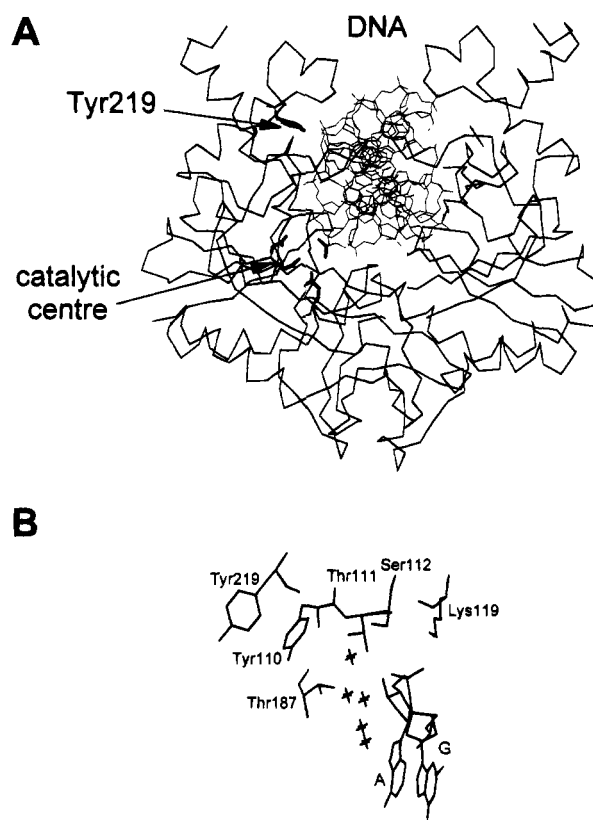 A
DNA
Tyr219
catalytic
centre
B
Tyr219
Thr111
Ser112
Lys119
Tyr110
Thr187
G
A